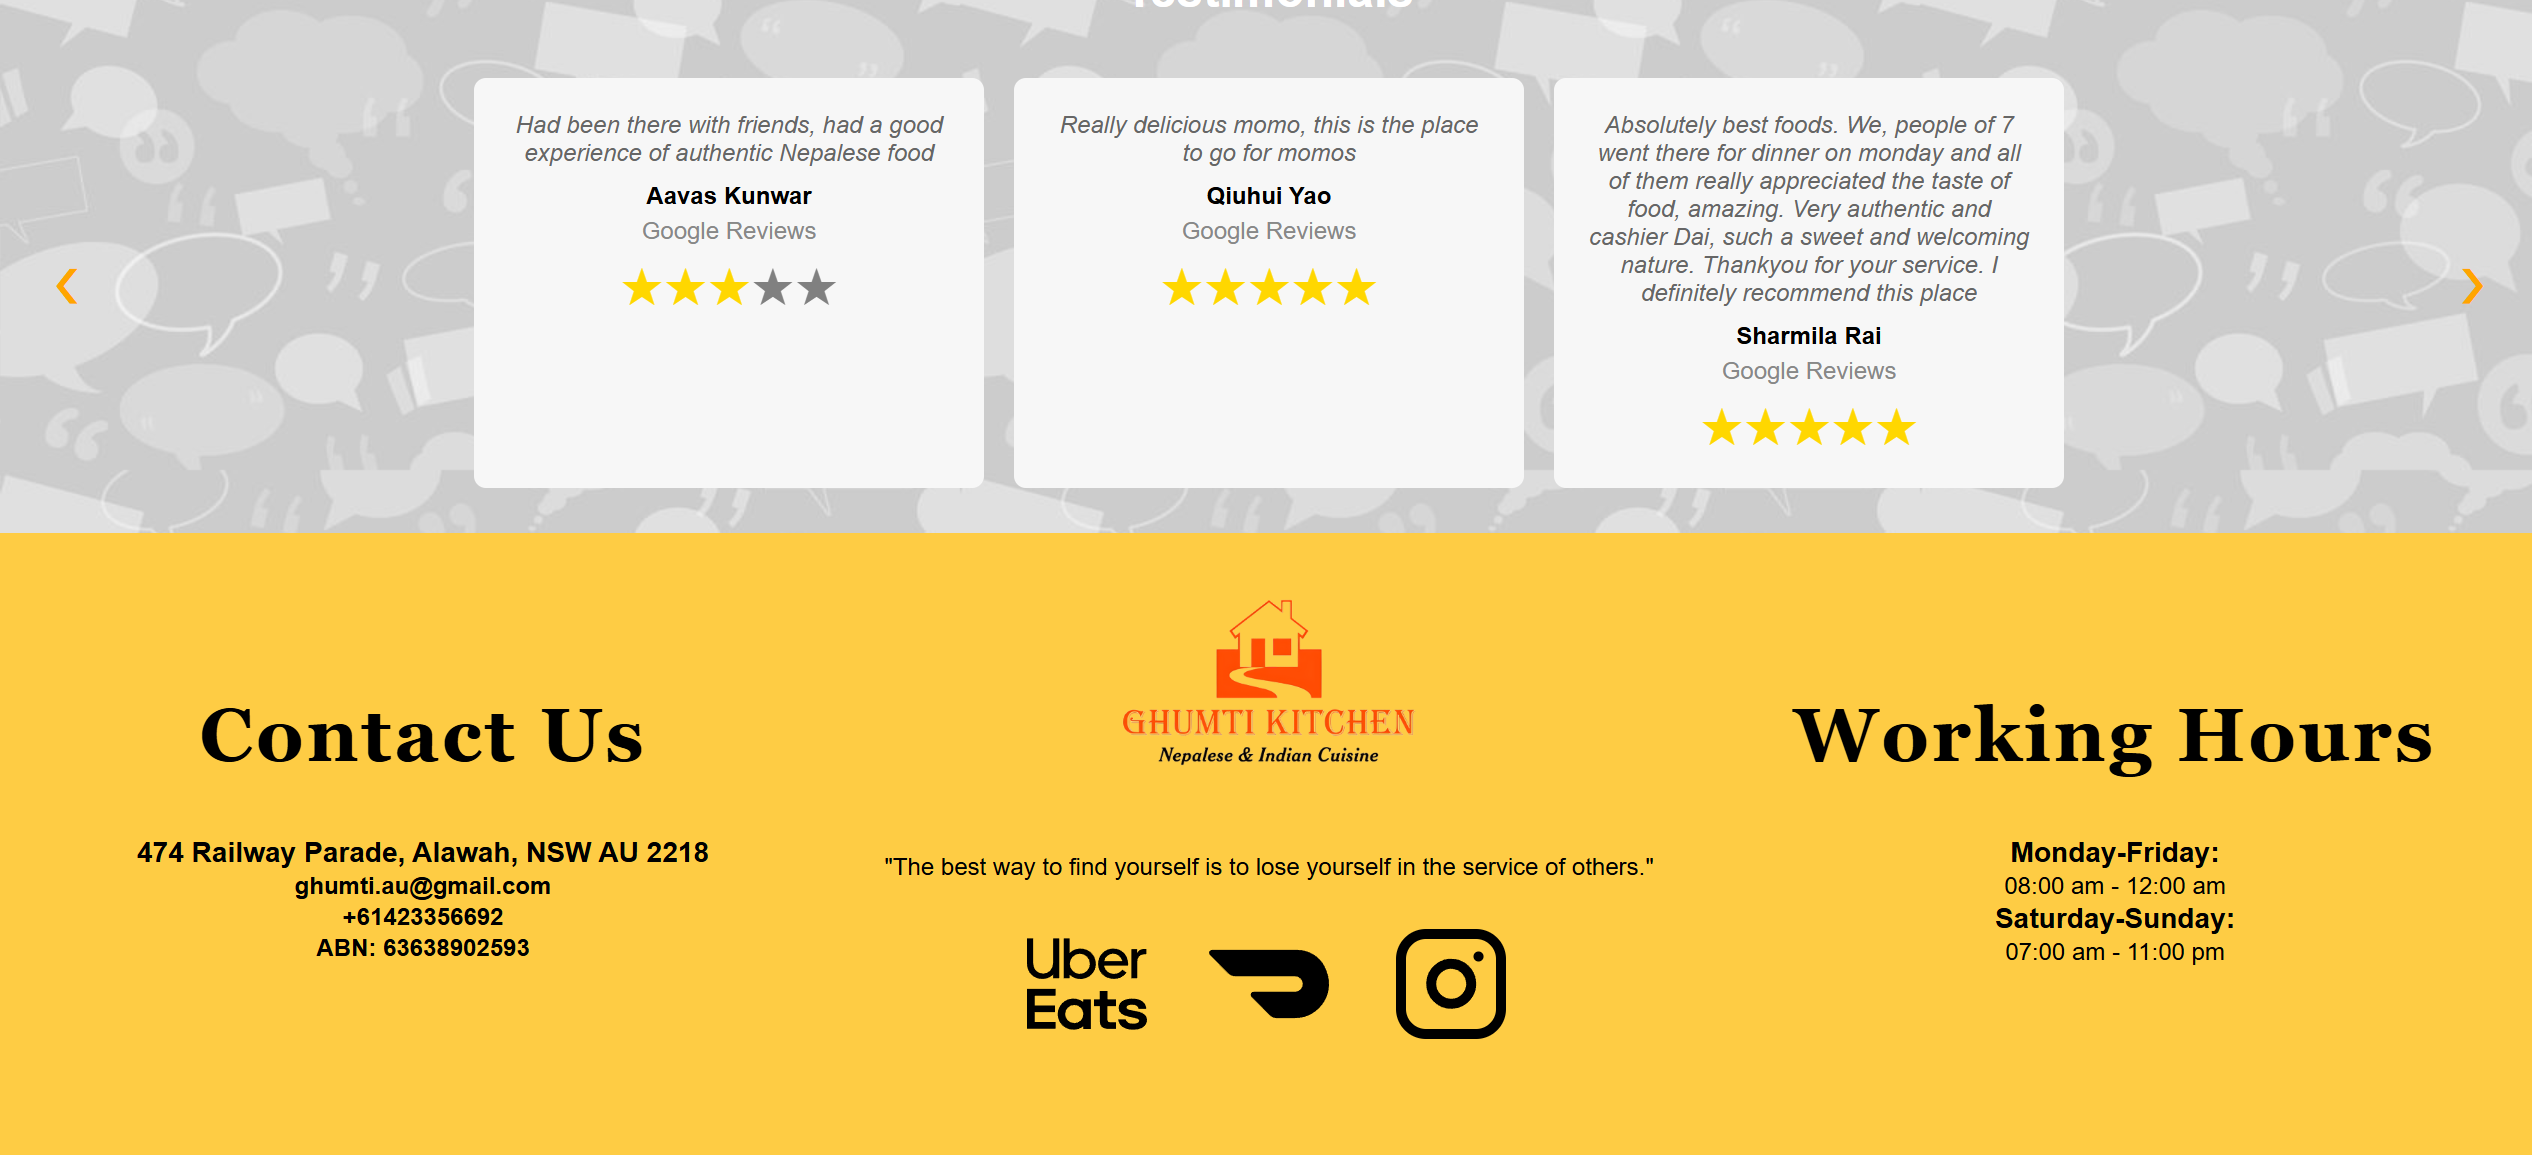 Testimonials
Had been there with friends, had a good
experience of authentic Nepalese food
Aavas Kunwar
Google Reviews
Really delicious momo, this is the place
to go for momos
Qiuhui Yao
Google Reviews
Absolutely best foods. We, people of 7
went there for dinner on monday and all
of them really appreciated the taste of
food, amazing. Very authentic and
cashier Dai, such a sweet and welcoming
nature. Thankyou for your service. I
definitely recommend this place
Sharmila Rai
Google Reviews
Contact Us
474 Railway Parade, Alawah, NSW AU 2218
ghumti.au@gmail.com
+61423356692
ABN: 63638902593
GHUMTI KITCHEN
Nepalese & Indian Cuisine
"The best way to find yourself is to lose yourself in the service of others."
Uber
Eats
Working Hours
Monday-Friday:
08:00 am - 12:00 am
Saturday-Sunday:
07:00 am - 11:00 pm